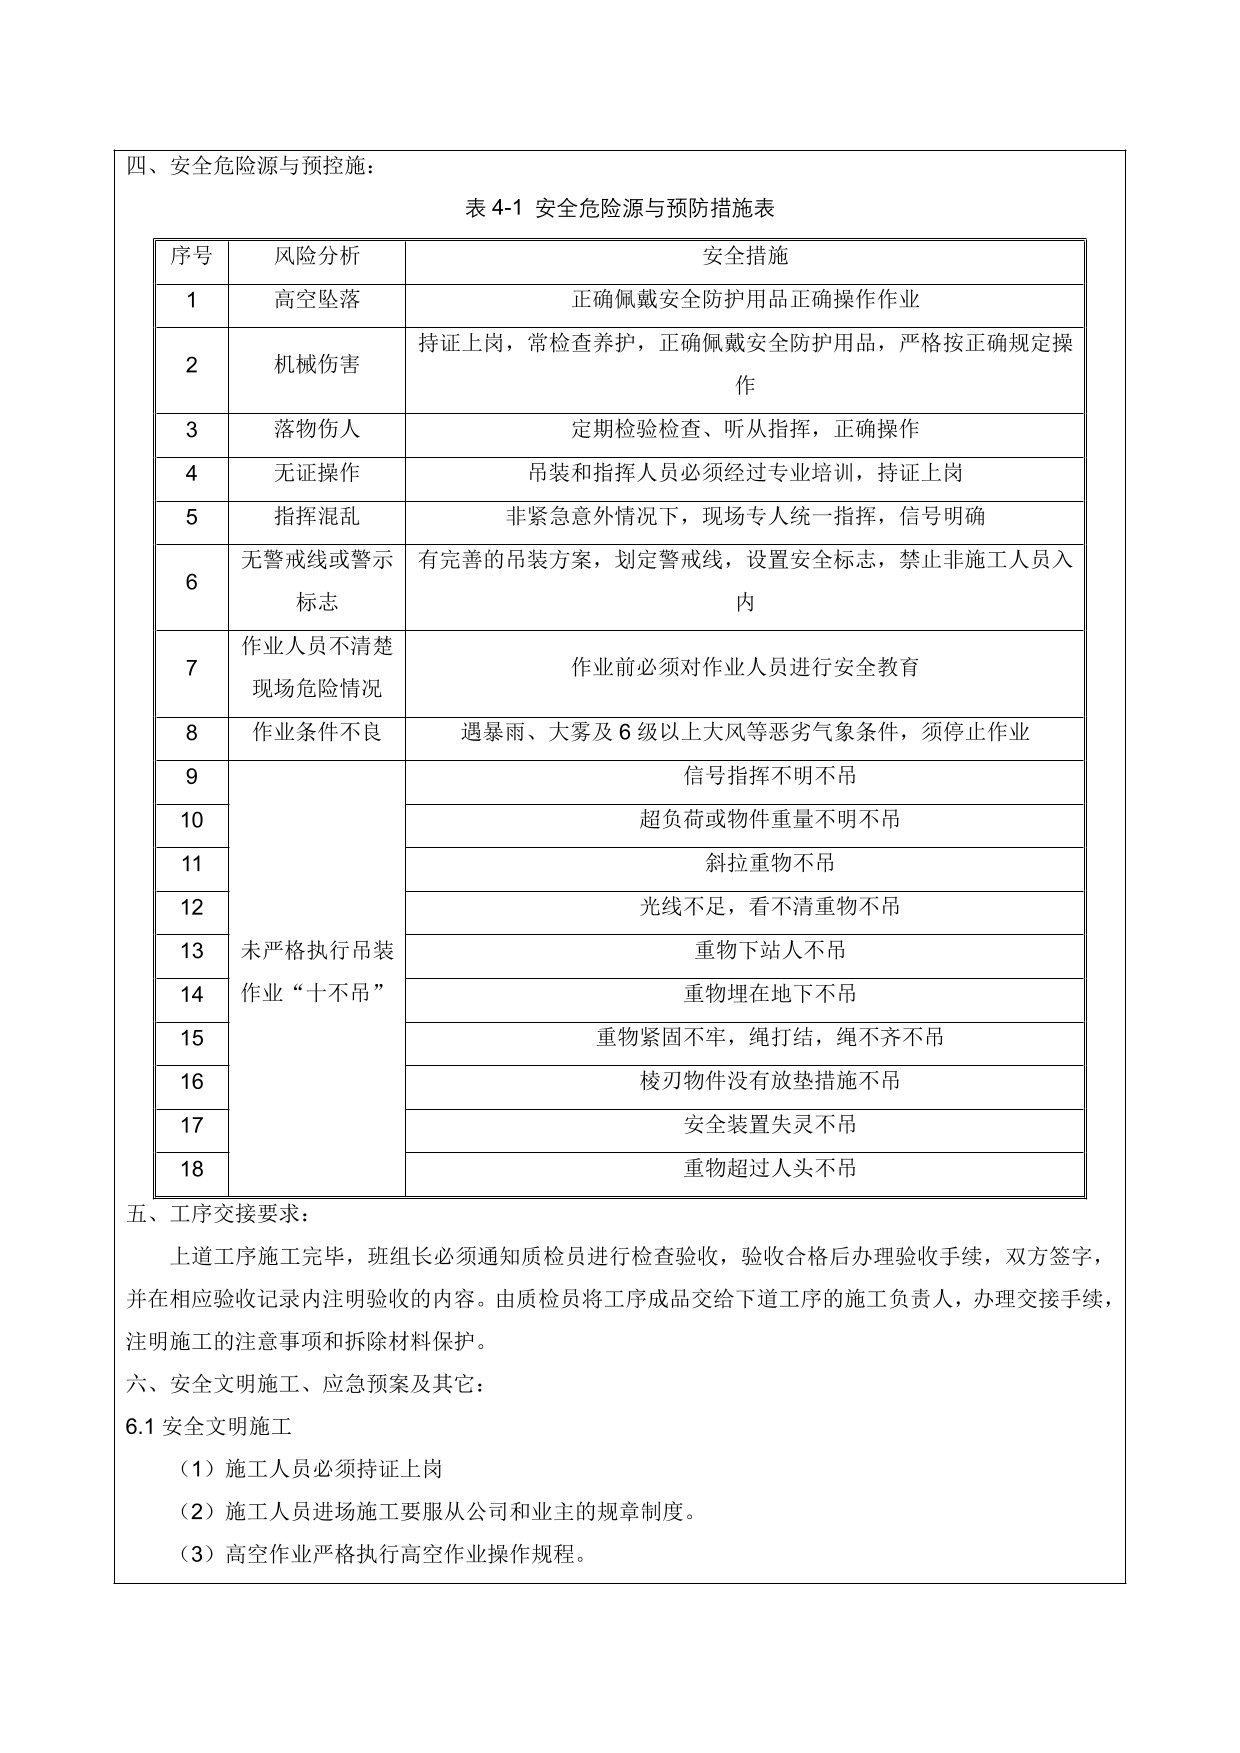 四、安全危险源与预控施：
表 4-1 安全危险源与预防措施表
序号 风险分析 安全措施
1 高空坠落 正确佩戴安全防护用品正确操作作业
2 机械伤害 持证上岗，常检查养护，正确佩戴安全防护用品，严格按正确规定操
作
3 落物伤人 定期检验检查、听从指挥，正确操作
4 无证操作 吊装和指挥人员必须经过专业培训，持证上岗
5 指挥混乱 非紧急意外情况下，现场专人统一指挥，信号明确
6 无警戒线或警示
标志
有完善的吊装方案，划定警戒线，设置安全标志，禁止非施工人员入
内
7 作业人员不清楚
现场危险情况
作业前必须对作业人员进行安全教育
8 作业条件不良 遇暴雨、大雾及 6 级以上大风等恶劣气象条件，须停止作业
未严格执行吊装
作业“十不吊”
9 信号指挥不明不吊
10 超负荷或物件重量不明不吊
11 斜拉重物不吊
12 光线不足，看不清重物不吊
13 重物下站人不吊
14 重物埋在地下不吊
15 重物紧固不牢，绳打结，绳不齐不吊
16 棱刃物件没有放垫措施不吊
17 安全装置失灵不吊
18 重物超过人头不吊
五、工序交接要求：
上道工序施工完毕，班组长必须通知质检员进行检查验收，验收合格后办理验收手续，双方签字，
并在相应验收记录内注明验收的内容。由质检员将工序成品交给下道工序的施工负责人，办理交接手续，
注明施工的注意事项和拆除材料保护。
六、安全文明施工、应急预案及其它：
6.1 安全文明施工
（1）施工人员必须持证上岗
（2）施工人员进场施工要服从公司和业主的规章制度。
（3）高空作业严格执行高空作业操作规程。